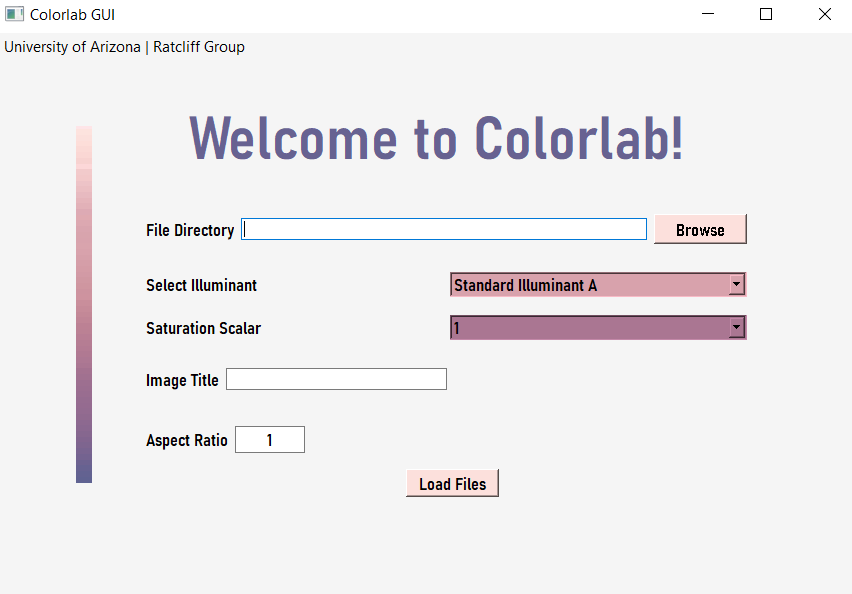 Colorlab GUI
University of Arizona | Ratcliff Group
Welcome to Colorlab!
File Directory Browse
Select Illuminant Standard Illuminant A
Saturation Scalar 1
Image Title
Aspect Ratio 1
Load Files